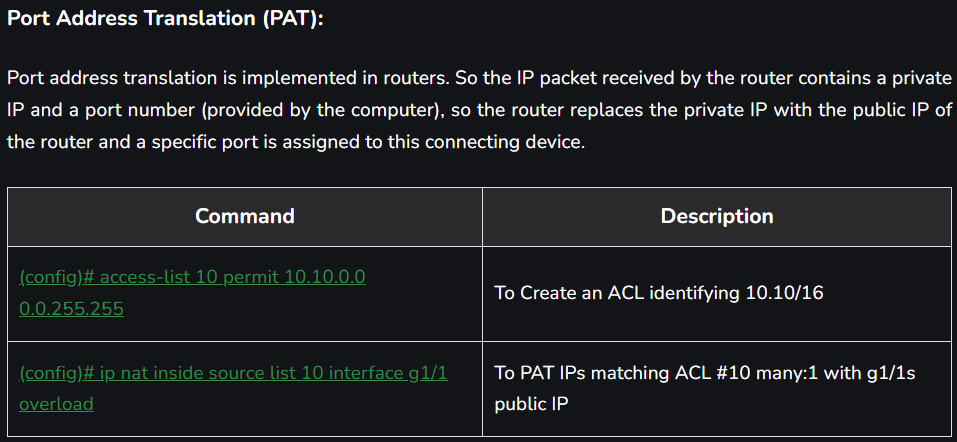 Port Address Translation (PAT):
Port address translation is implemented in routers. So the IP packet received by the router contains a private
IP and a port number (provided by the computer), so the router replaces the private IP with the public IP of
the router and a specific port is assigned to this connecting device.
Command
Description
(config)# access-list 10 permit 10.10.0.0
0.0.255.255
To Create an ACL identifying 10.10/16
(config)# ip nat inside source list 10 interface g1/1
overload
To PAT IPs matching ACL #10 many:1 with g1/1s
public IP